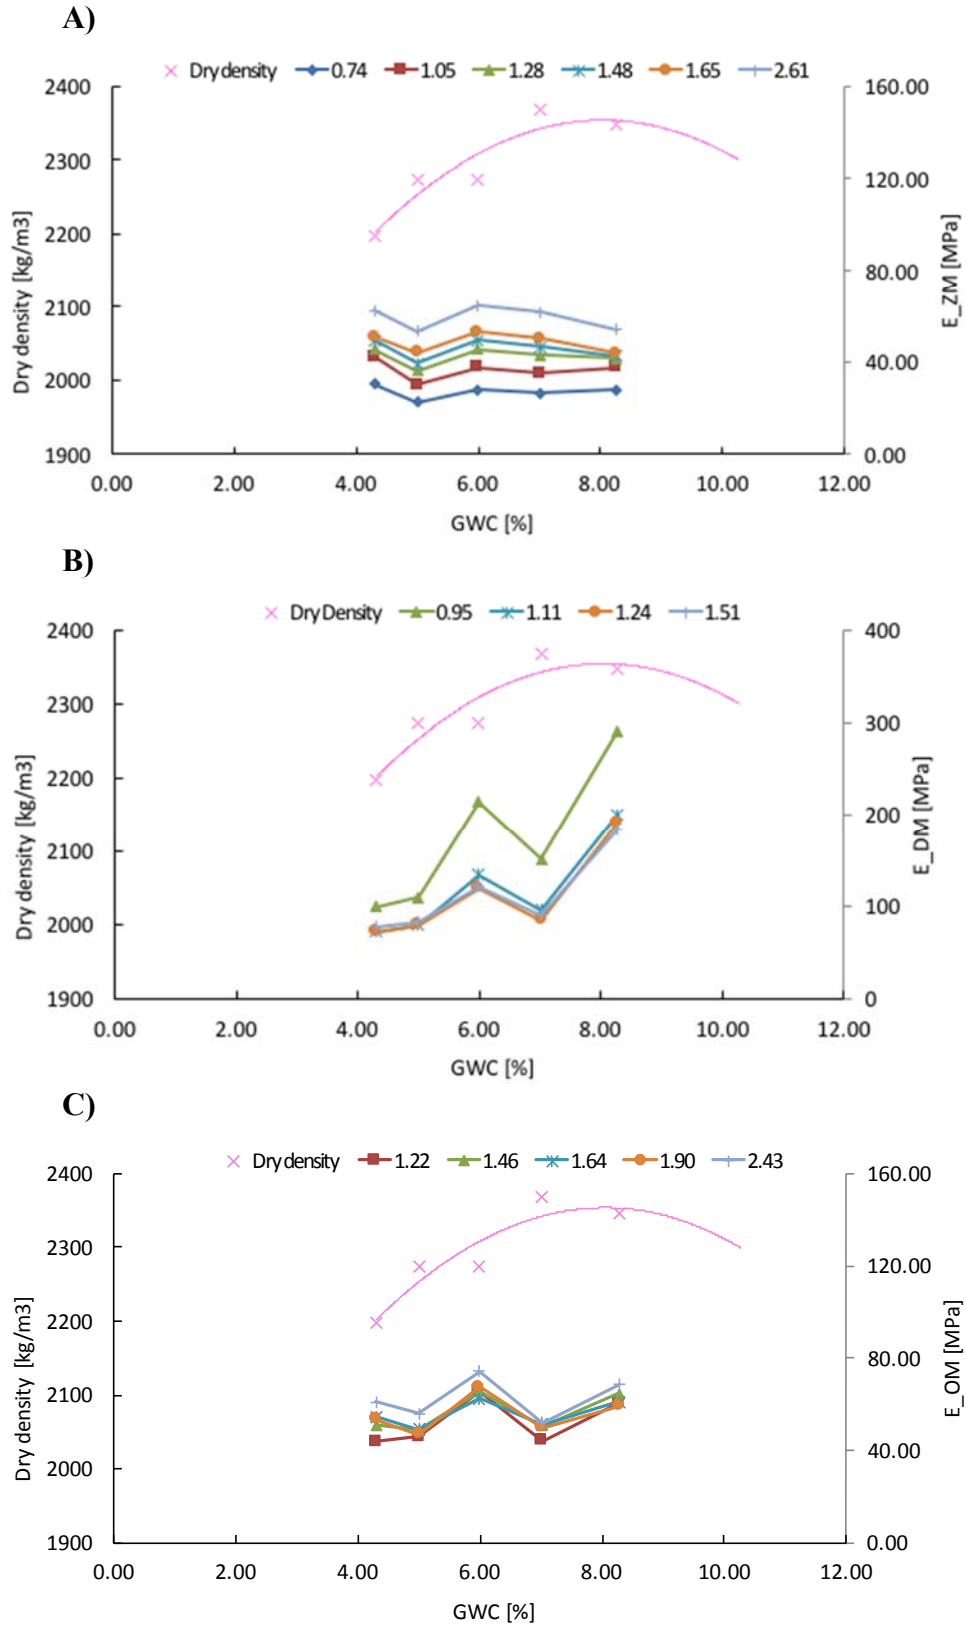 A)
Dry density 0.74 1.05 1.28 1.48 1.65 2.61
2400 160.00
2300
120.00
2200
80.00
2100
2000 40.00
1900 0.00
0.00 2.00 4.00 6.00 8.00 10.00 12.00
GWC [%]
Dry density [kg/m3]
E_ZM [MPa]
B)
Dry Density 0.95 1.11 1.24 1.51
2400 400
2300 300
2200 200
2100
2000 100
1900 0
0.00 2.00 4.00 6.00 8.00 10.00 12.00
GWC [%]
Dry density [kg/m3]
E_DM [MPa]
C)
Dry density 1.22 1.46 1.64 1.90 2.43
2400 160.00
2300
120.00
2200
80.00
2100
2000 40.00
1900 0.00
0.00 2.00 4.00 6.00 8.00 10.00 12.00
GWC [%]
Dry density [kg/m3]
E_OM [MPa]